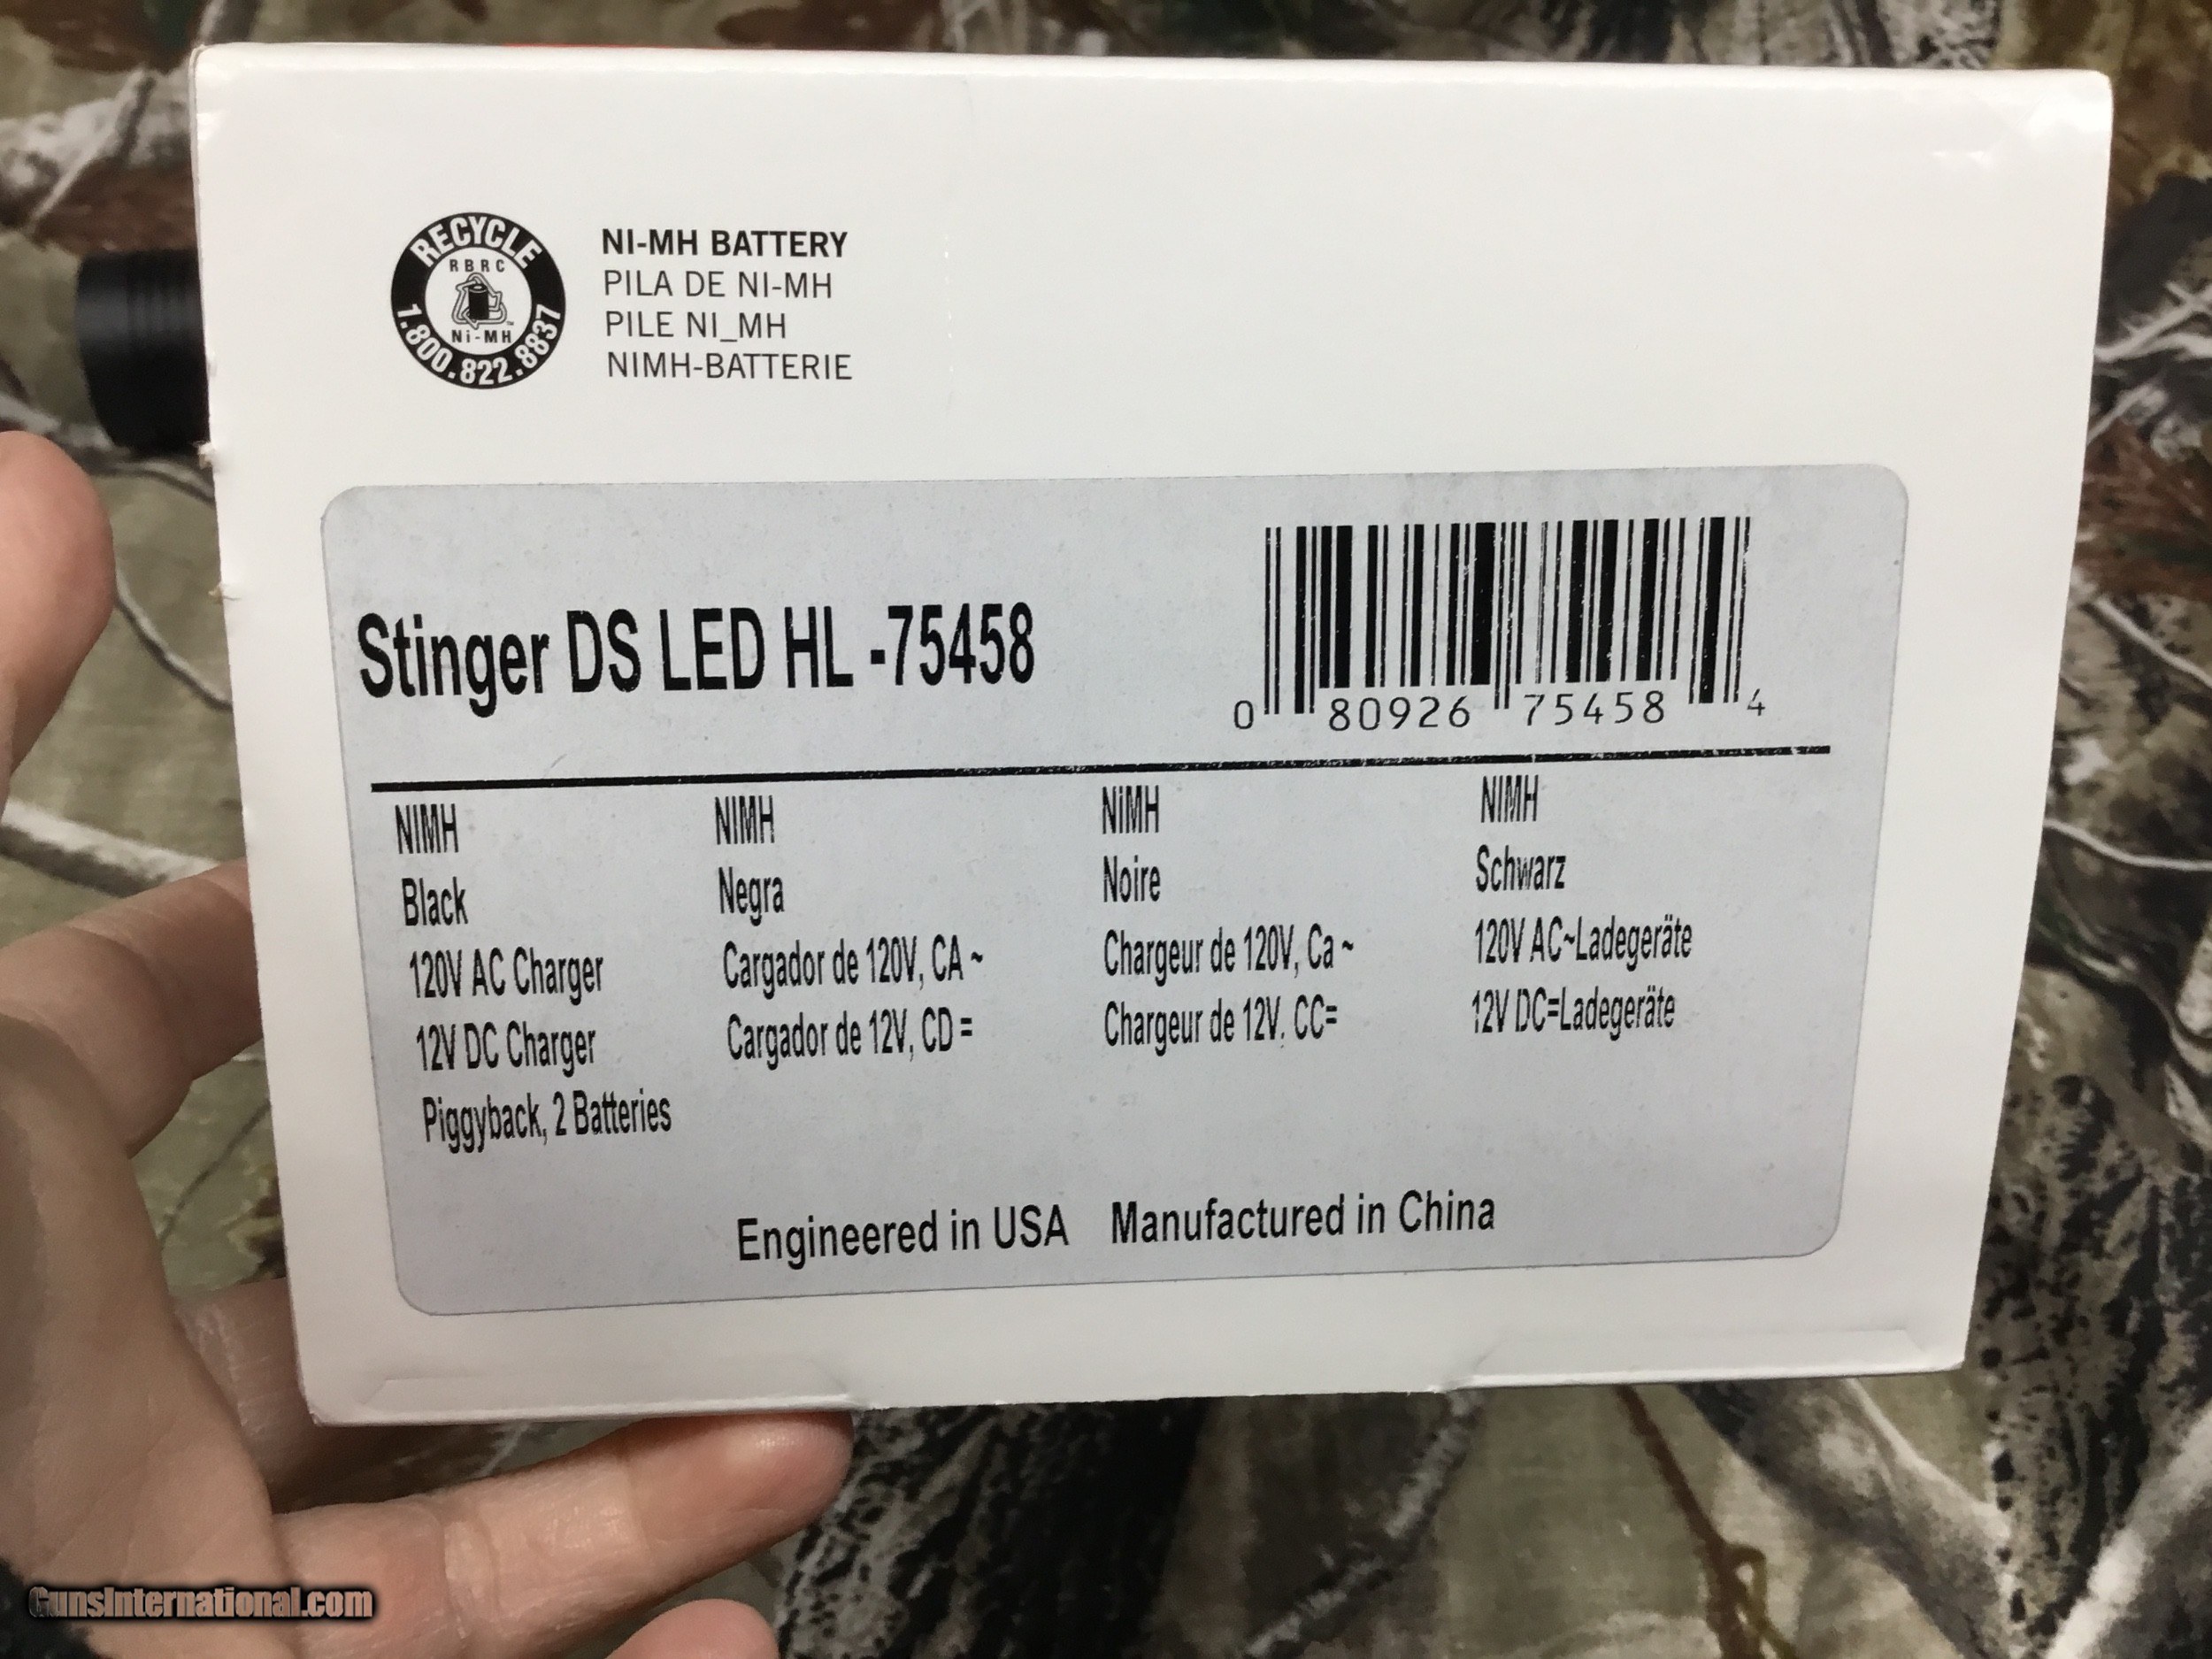 RECYCLE
RBRC
Ni-MH
1.800.822.8837
NI-MH BATTERY
PILA DE NI-MH
PILE NI_MH
NIMH-BATTERIE
Stinger DS LED HL -75458
0 80926 75458 4
NIMH
Black
120V AC Charger
12V DC Charger
Piggyback, 2 Batteries
NIMH
Negra
Cargador de 120V, CA ~
Cargador de 12V, CD =
NiMH
Noire
Chargeur de 120V, Ca ~
Chargeur de 12V. CC=
NIMH
Schwarz
120V AC~Ladegeräte
12V DC=Ladegeräte
Engineered in USA Manufactured in China
GunsInternational.com